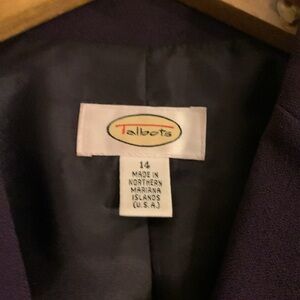 Talbots
14
MADE IN
NORTHERN
MARIANA
ISLANDS
(U.S.A.)